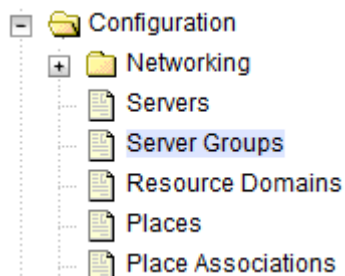 Configuration
Networking
Servers
Server Groups
Resource Domains
Places
Place Associations